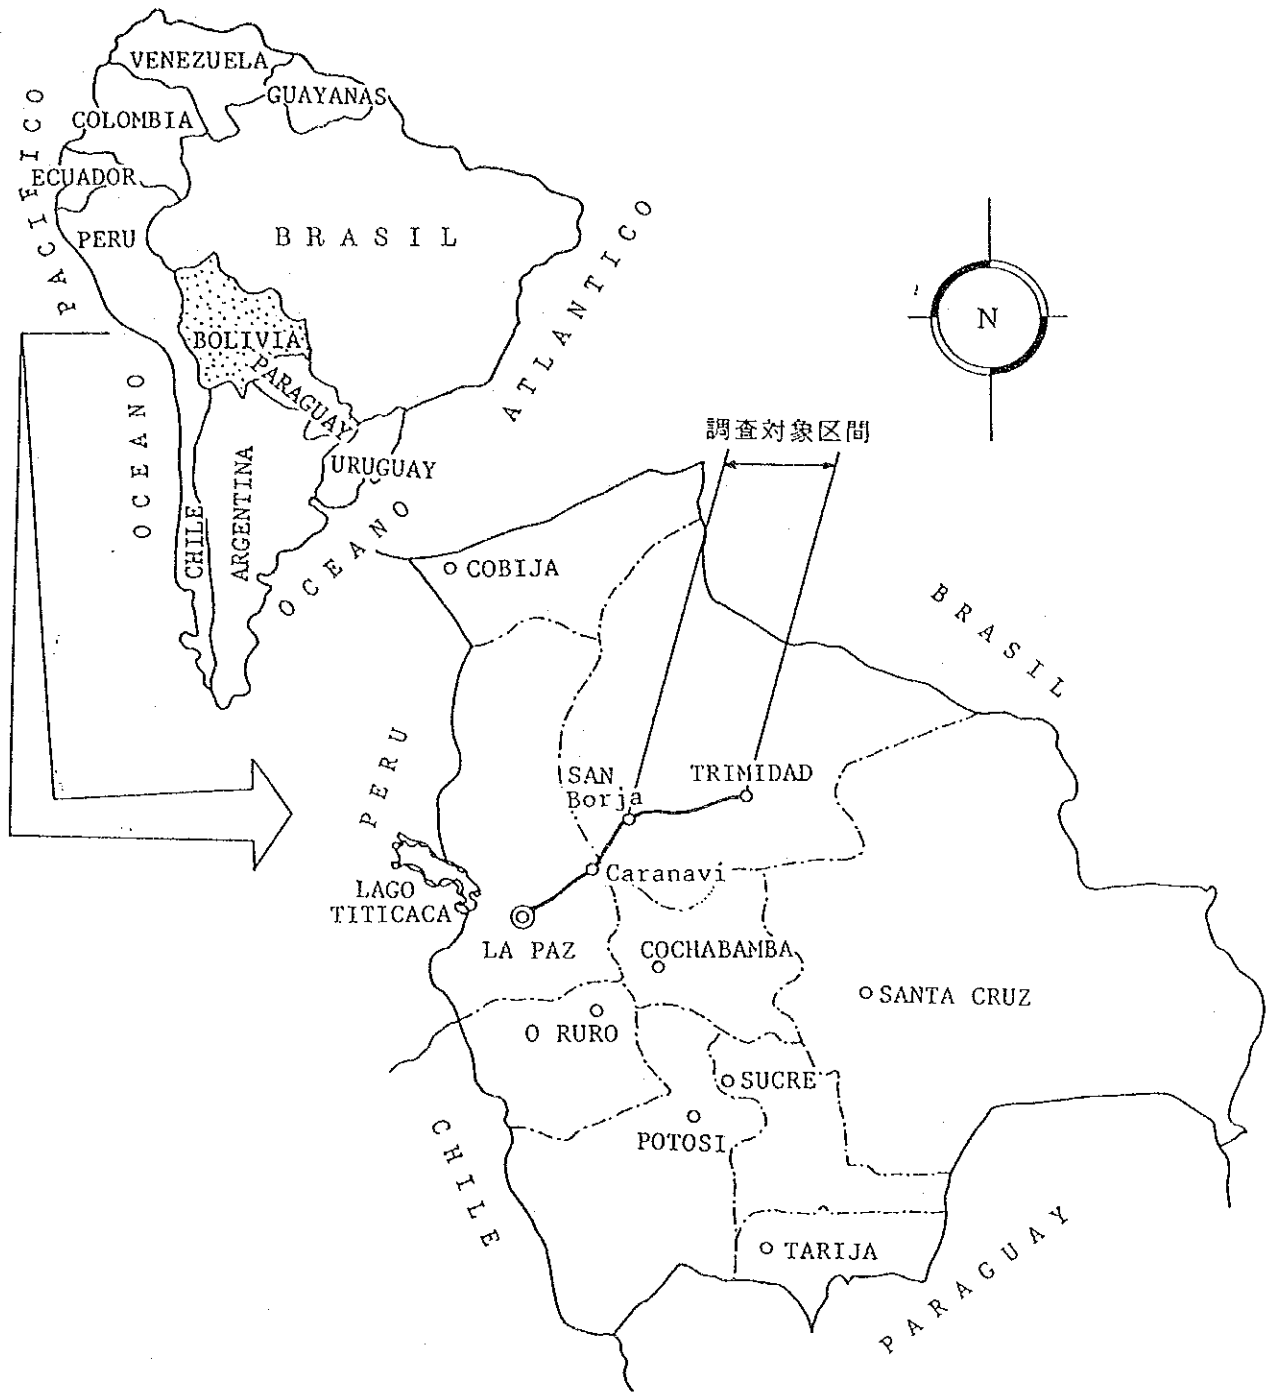 VENEZUELA
GUAYANAS
COLOMBIA
ECUADOR
PERU
BRASIL
BOLIVIA
PARAGUAY
URUGUAY
ARGENTINA
CHILE
OCEANO PACIFICO
OCEANO ATLANTICO
N
調査対象区間
COBIJA
BRASIL
PERU
SAN
Borja
TRIMIDAD
Caranavi
LAGO
TITICACA
LA PAZ
COCHABAMBA
SANTA CRUZ
O RURO
SUCRE
POTOSI
CHILE
TARIJA
PARAGUAY